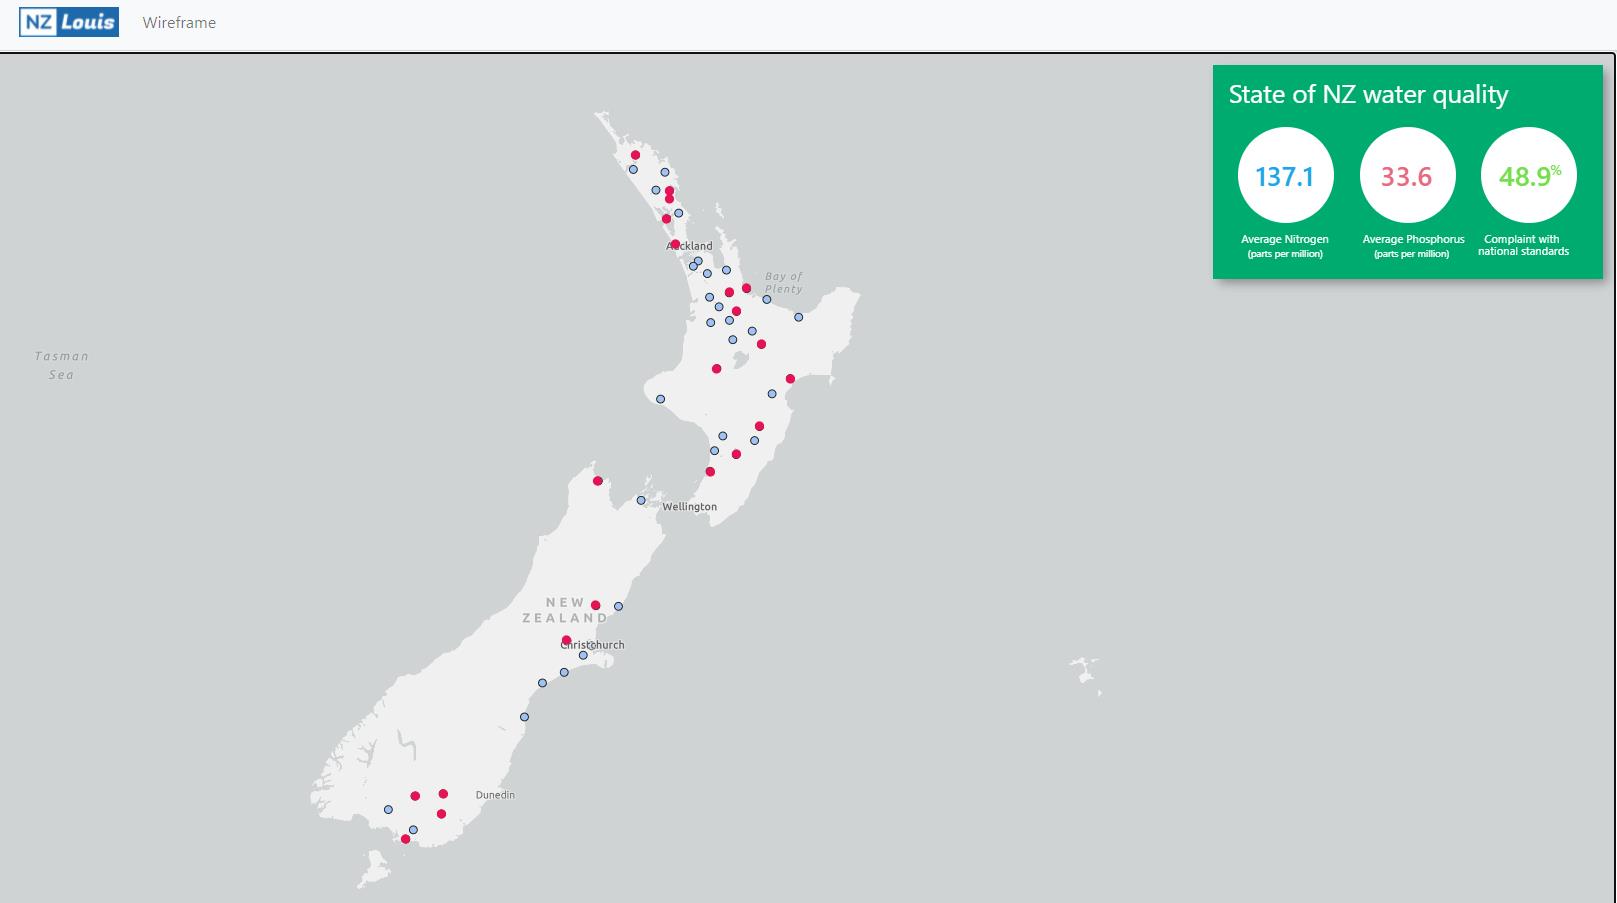 NZ Louis Wireframe
State of NZ water quality
137.1
33.6
48.9%
Average Nitrogen
(parts per million)
Average Phosphorus
(parts per million)
Complaint with
national standards
Auckland
Bay of
Plenty
Tasman
Sea
Wellington
NEW
ZEALAND
Christchurch
Dunedin